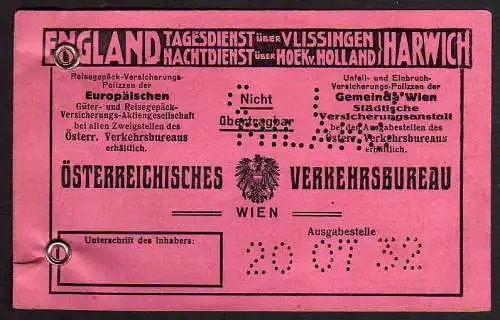 ENGLAND TAGESDIENST ÜBER VLISSINGEN HARWICH
NACHTDIENST ÜBER HOEK v. HOLLAND
Reisegepäck-Versicherungs-
Polizzen der
Europäischen
Güter- und Reisegepäck-
Versicherungs-Aktiengesellschaft
bei allen Zweigstellen des
Österr. Verkehrsbureaus
erhältlich.
Nicht
übertragbar
Unfall- und Einbruch-
Versicherungs-Polizzen der
Gemeinde Wien
Städtische
Versicherungsanstalt
bei der Ausgabestellen des
Österr. Verkehrsbureaus
erhältlich.
ÖSTERREICHISCHES VERKEHRSBUREAU
WIEN
Unterschrift des Inhabers:
Ausgabestelle
20 07 32